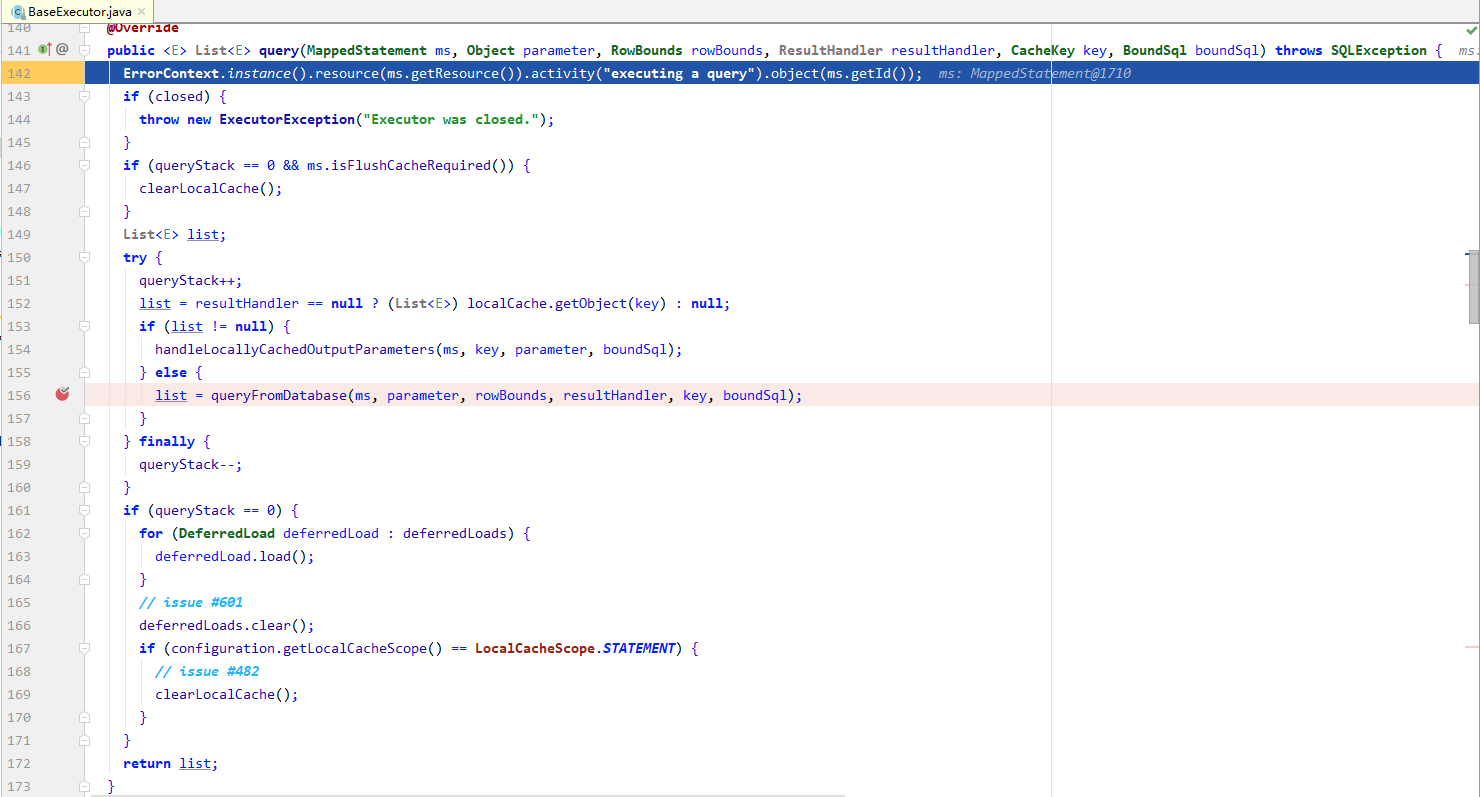 BaseExecutor.java
140 @Override
141 public <E> List<E> query(MappedStatement ms, Object parameter, RowBounds rowBounds, ResultHandler resultHandler, CacheKey key, BoundSql boundSql) throws SQLException { ms:
142 ErrorContext.instance().resource(ms.getResource()).activity("executing a query").object(ms.getId()); ms: MappedStatement@1710
143 if (closed) {
144 throw new ExecutorException("Executor was closed.");
145 }
146 if (queryStack == 0 && ms.isFlushCacheRequired()) {
147 clearLocalCache();
148 }
149 List<E> list;
150 try {
151 queryStack++;
152 list = resultHandler == null ? (List<E>) localCache.getObject(key) : null;
153 if (list != null) {
154 handleLocallyCachedOutputParameters(ms, key, parameter, boundSql);
155 } else {
156 list = queryFromDatabase(ms, parameter, rowBounds, resultHandler, key, boundSql);
157 }
158 } finally {
159 queryStack--;
160 }
161 if (queryStack == 0) {
162 for (DeferredLoad deferredLoad : deferredLoads) {
163 deferredLoad.load();
164 }
165 // issue #601
166 deferredLoads.clear();
167 if (configuration.getLocalCacheScope() == LocalCacheScope.STATEMENT) {
168 // issue #482
169 clearLocalCache();
170 }
171 }
172 return list;
173 }